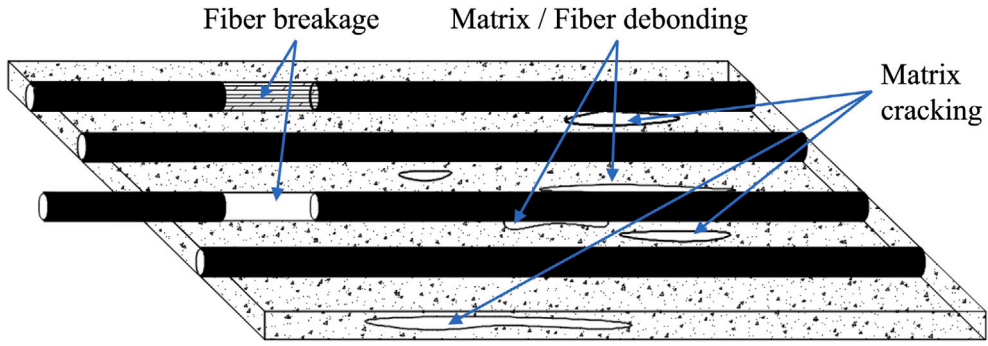 Fiber breakage
Matrix / Fiber debonding
Matrix
cracking